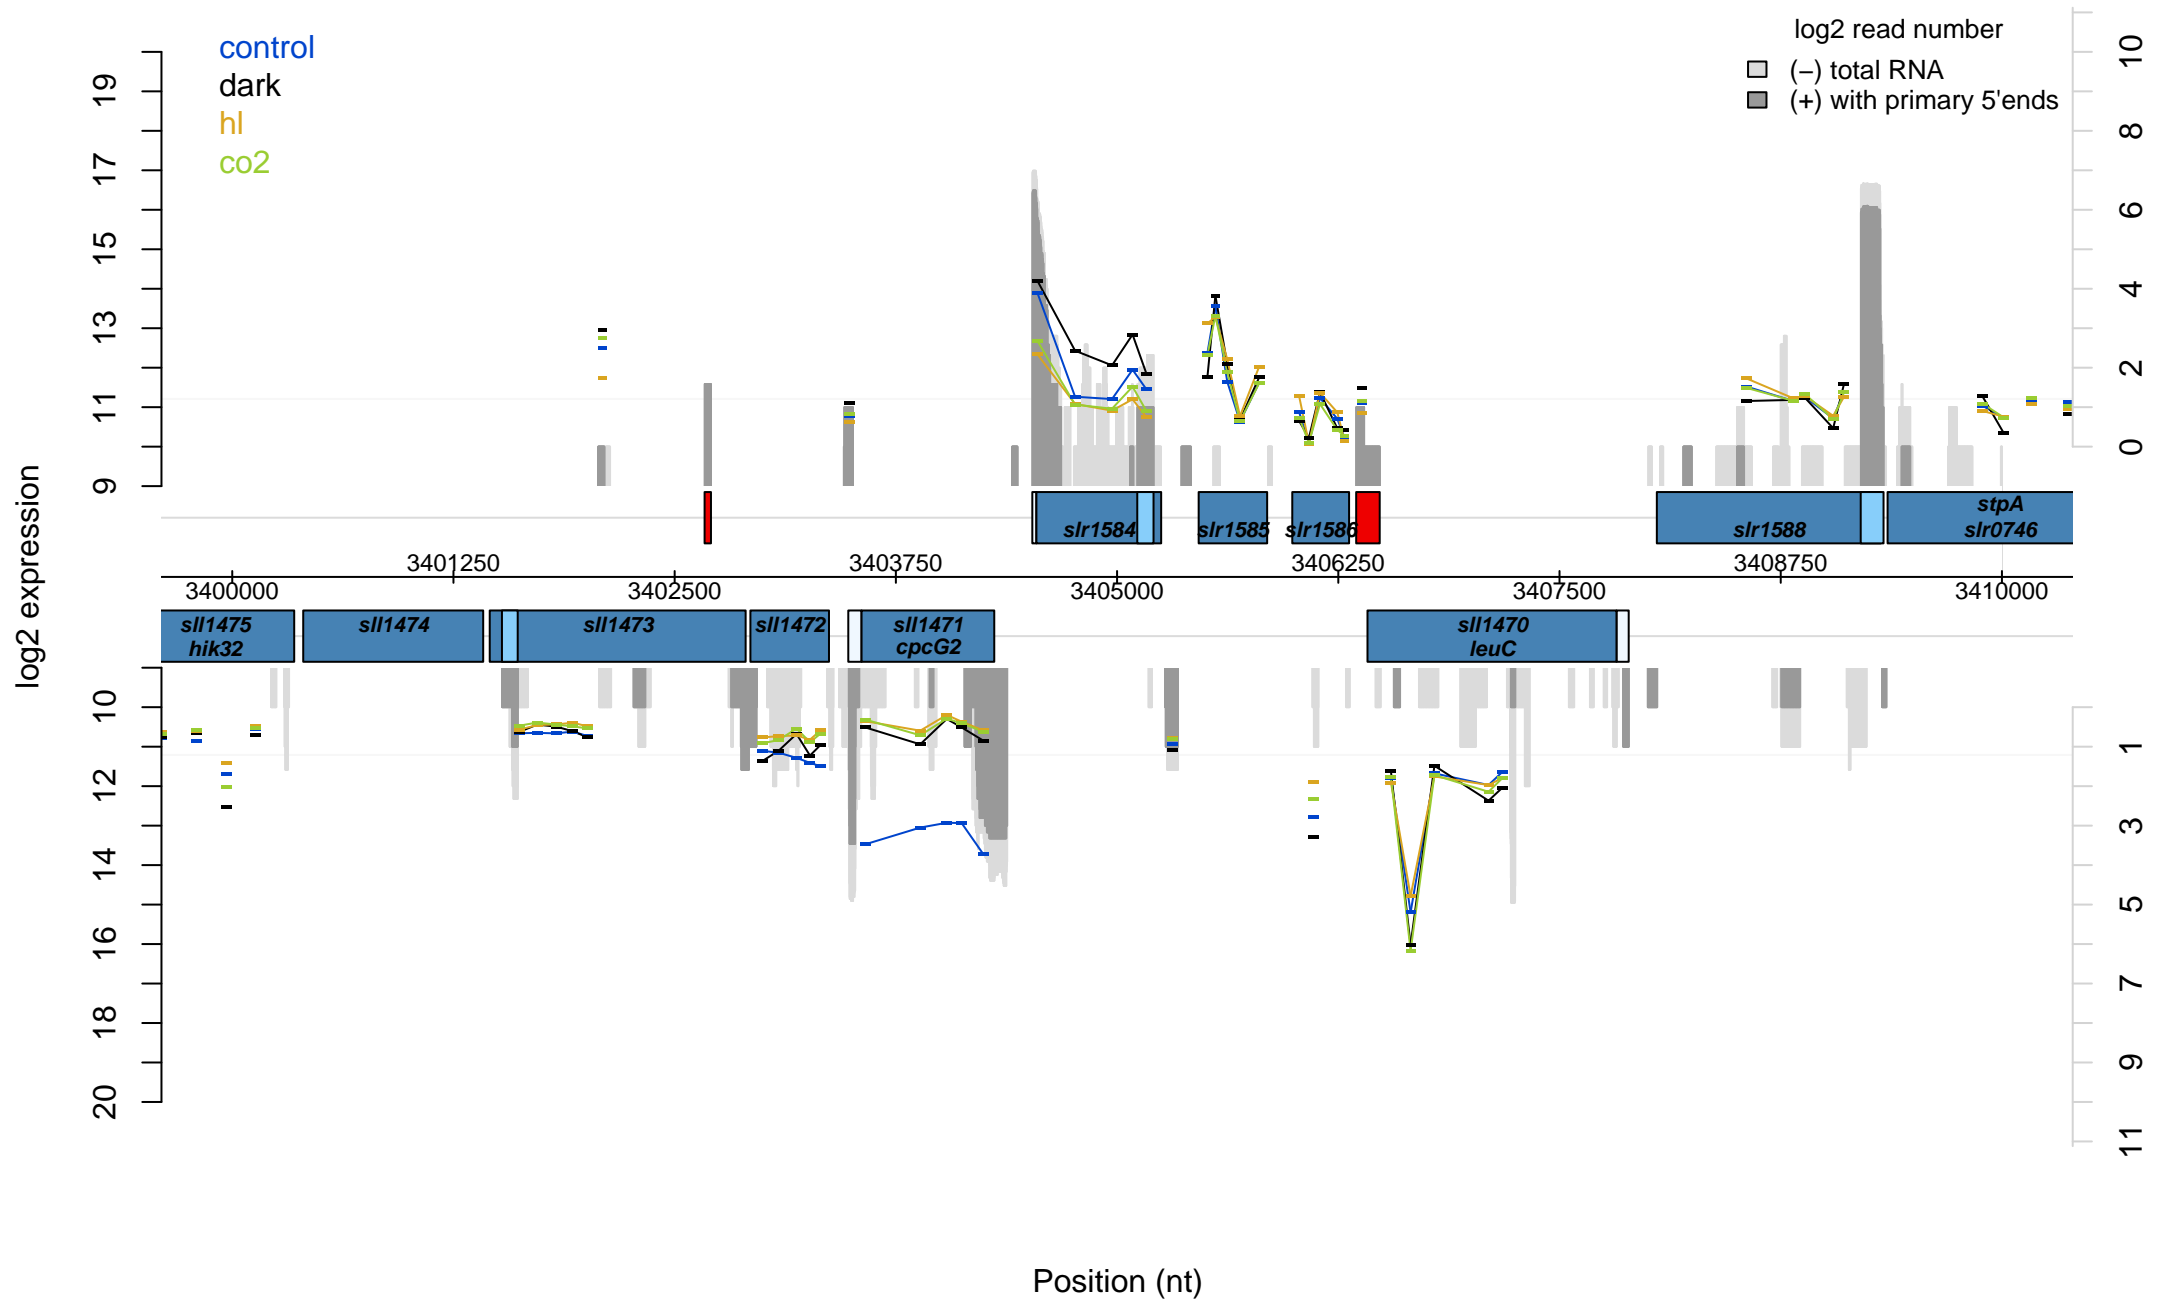 control
dark
hl
co2
log2 read number
(−) total RNA
(+) with primary 5'ends
19
17
15
13
11
9
10
8
6
4
2
0
log2 expression
slr1584
slr1585
slr1586
slr1588
stpA
slr0746
3401250
3403750
3406250
3408750
3400000
3402500
3405000
3407500
3410000
sll1475
hik32
sll1474
sll1473
sll1472
sll1471
cpcG2
sll1470
leuC
10
12
14
16
18
20
1
3
5
7
9
11
Position (nt)